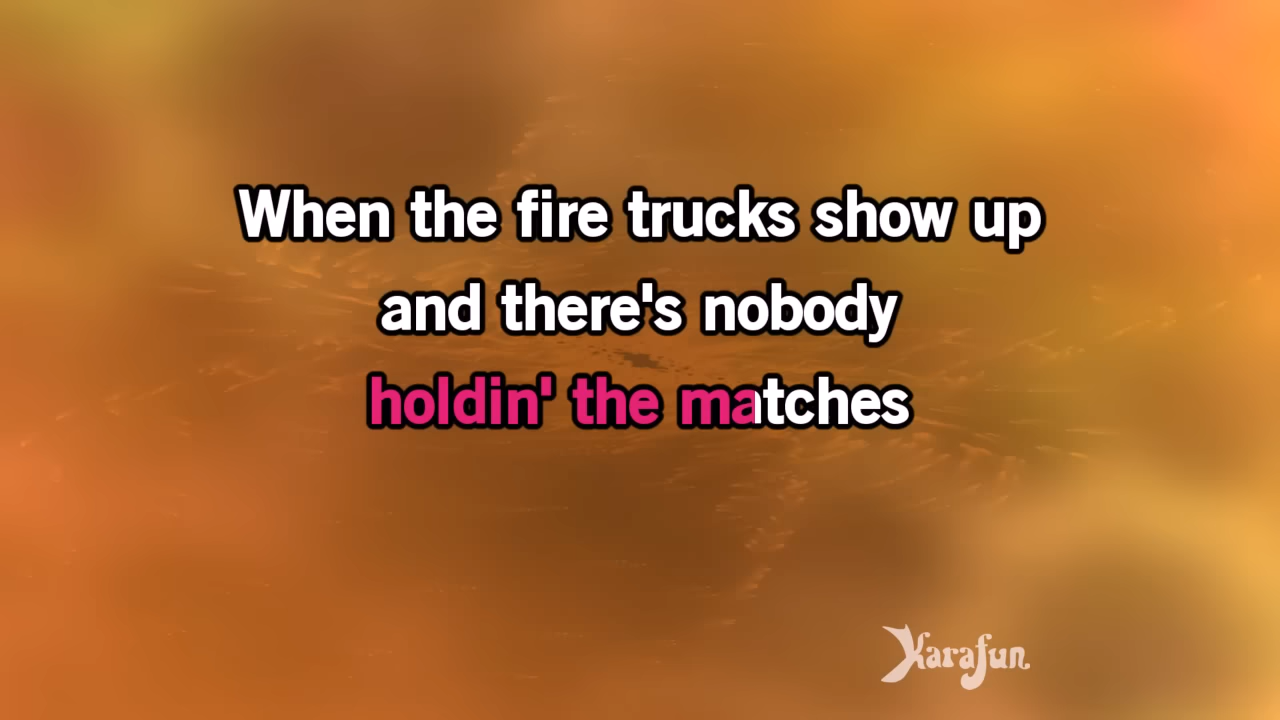 When the fire trucks show up
and there's nobody
holdin' the matches
Karafun